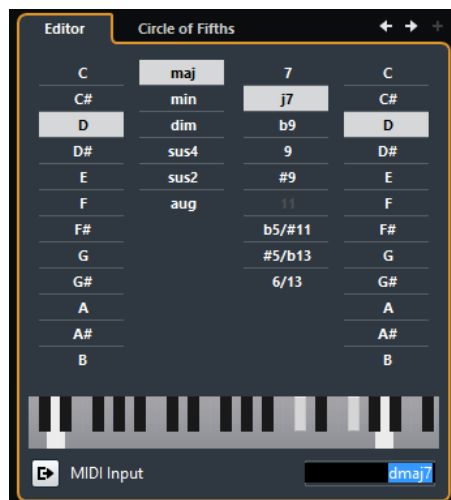 Editor Circle of Fifths
C maj 7 C
C# min j7 C#
D dim b9 D
D# sus4 9 D#
E sus2 #9 E
F aug 11 F
F# b5/#11 F#
G #5/b13 G
G# 6/13 G#
A A
A# A#
B B
MIDI Input dmaj7